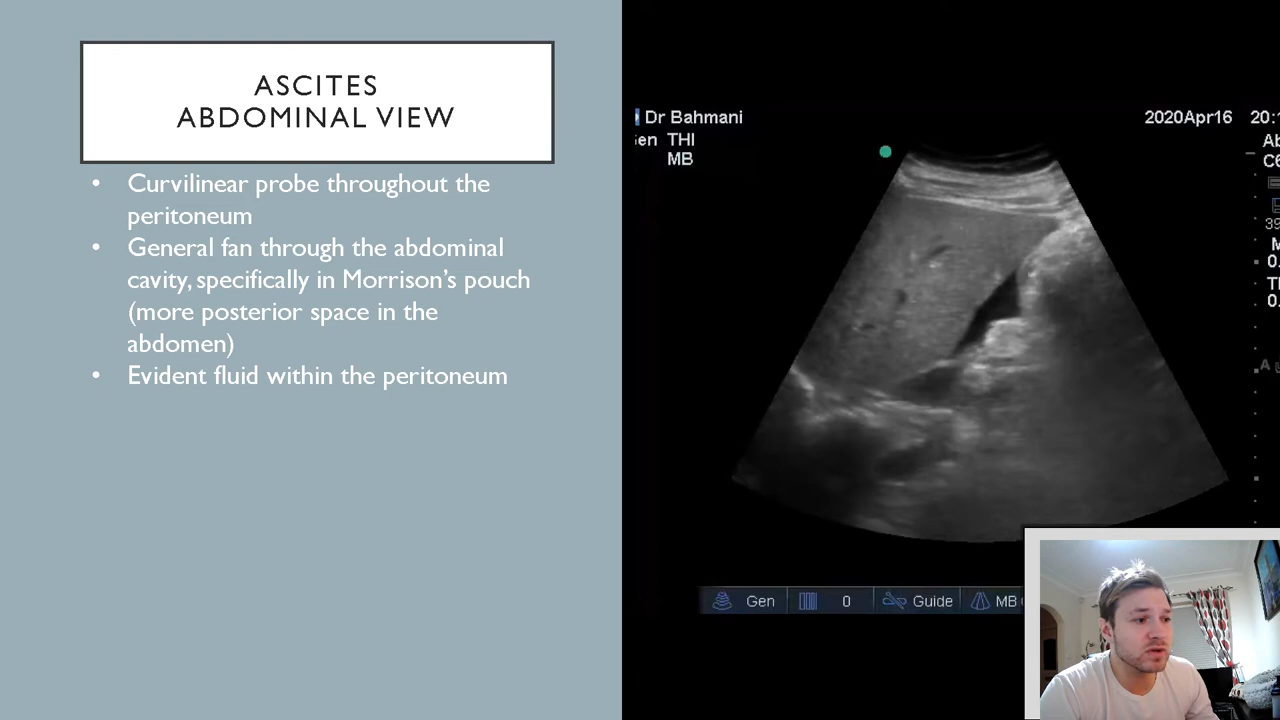 ASCITES
ABDOMINAL VIEW
• Curvilinear probe throughout the
peritoneum
• General fan through the abdominal
cavity, specifically in Morrison's pouch
(more posterior space in the
abdomen)
• Evident fluid within the peritoneum
Dr Bahmani
2020Apr16
THI
MB
Gen
0
Guide
MB